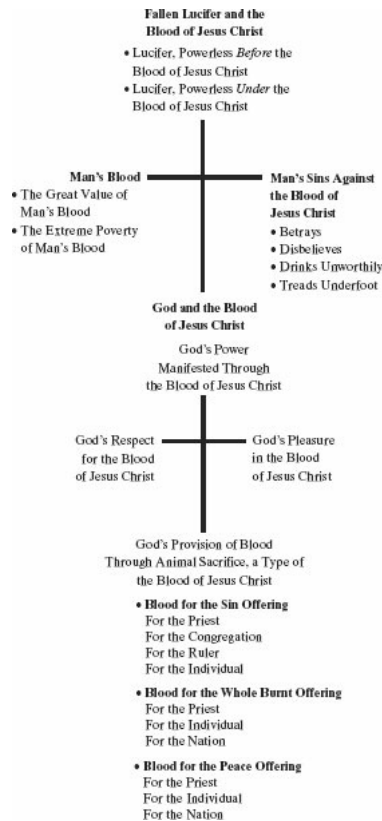 Fallen Lucifer and the
Blood of Jesus Christ
• Lucifer, Powerless Before the
Blood of Jesus Christ
• Lucifer, Powerless Under the
Blood of Jesus Christ
Man's Blood
• The Great Value of
Man's Blood
• The Extreme Poverty
of Man's Blood
Man's Sins Against
the Blood of
Jesus Christ
• Betrays
• Disbelieves
• Drinks Unworthily
• Treads Underfoot
God and the Blood
of Jesus Christ
God's Power
Manifested Through
the Blood of Jesus Christ
God's Respect
for the Blood
of Jesus Christ
God's Pleasure
in the Blood
of Jesus Christ
God's Provision of Blood
Through Animal Sacrifice, a Type of
the Blood of Jesus Christ
• Blood for the Sin Offering
For the Priest
For the Congregation
For the Ruler
For the Individual
• Blood for the Whole Burnt Offering
For the Priest
For the Individual
For the Nation
• Blood for the Peace Offering
For the Priest
For the Individual
For the Nation